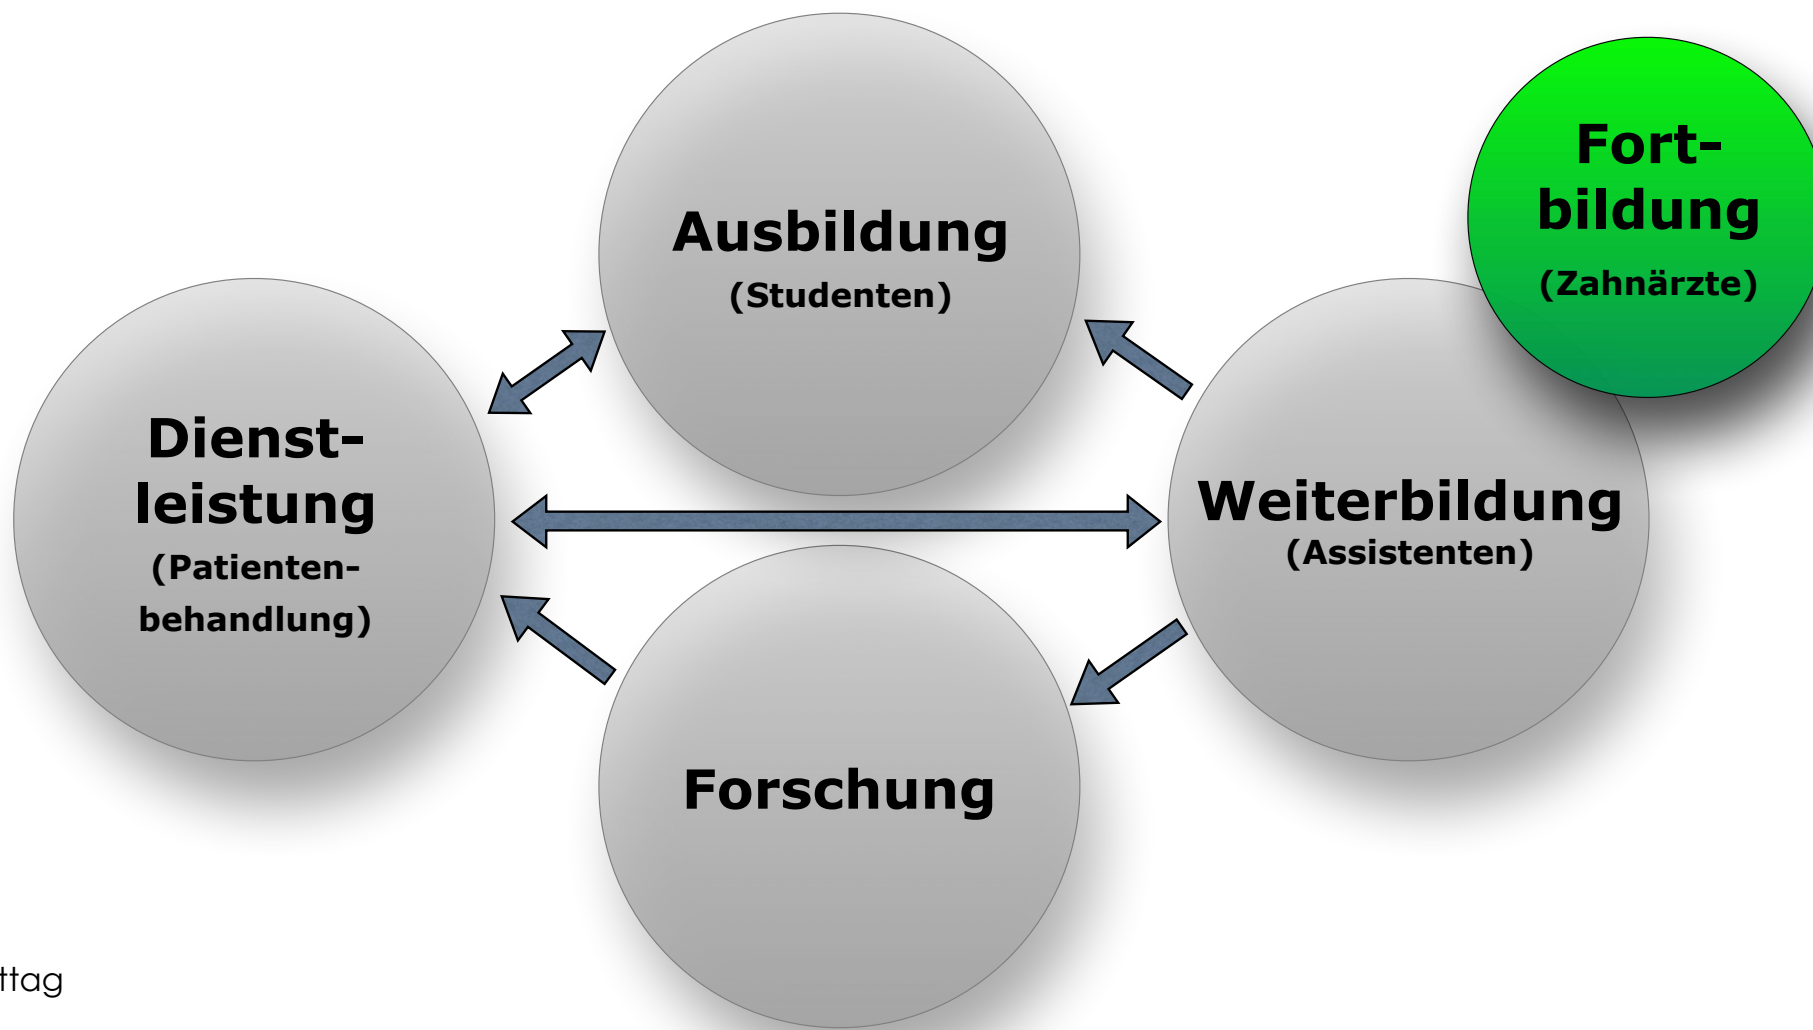 Ausbildung
(Studenten)
Fort-
bildung
(Zahnärzte)
Dienst-
leistung
(Patienten-
behandlung)
Weiterbildung
(Assistenten)
Forschung
ttag